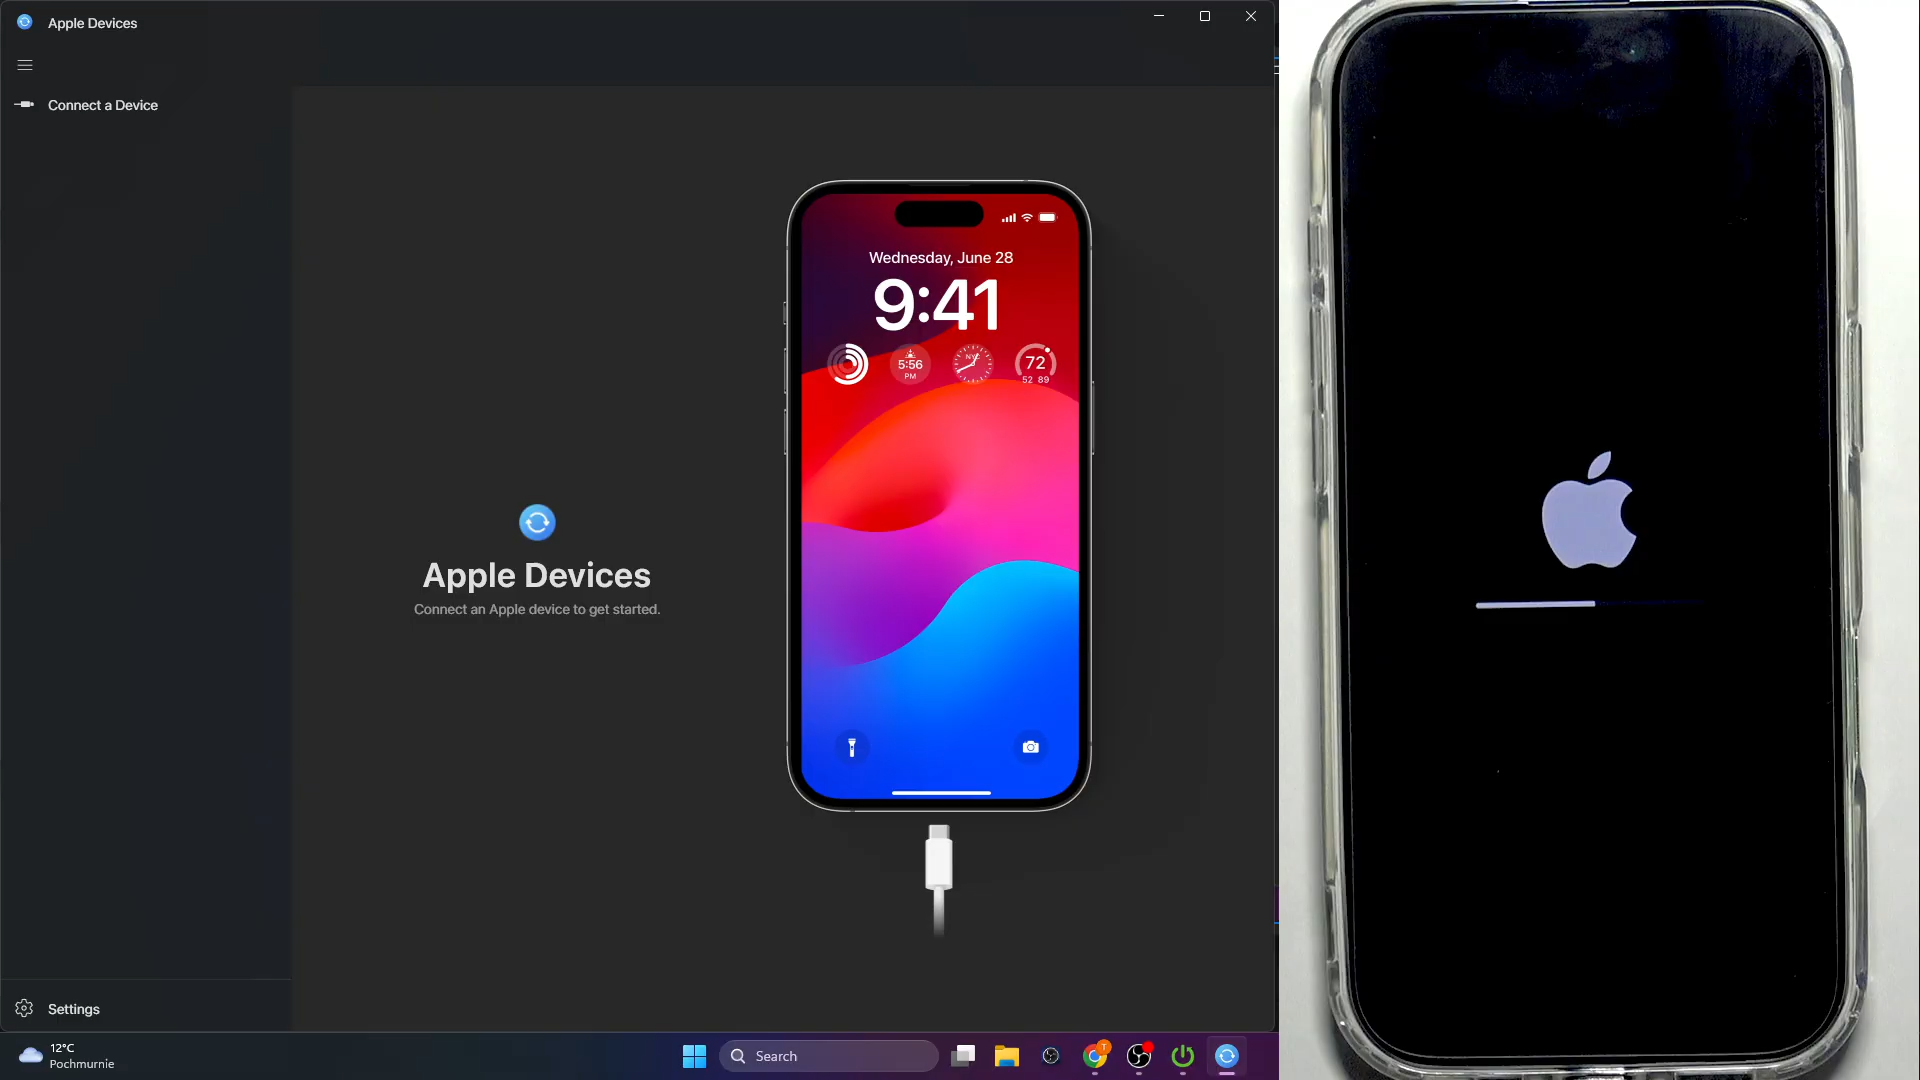 Apple Devices
Connect a Device
Wednesday, June 28
9:41
5:56
PM
NYC
72
52 89
Apple Devices
Connect an Apple device to get started.
Settings
12°C
Pochmurnie
Search
T